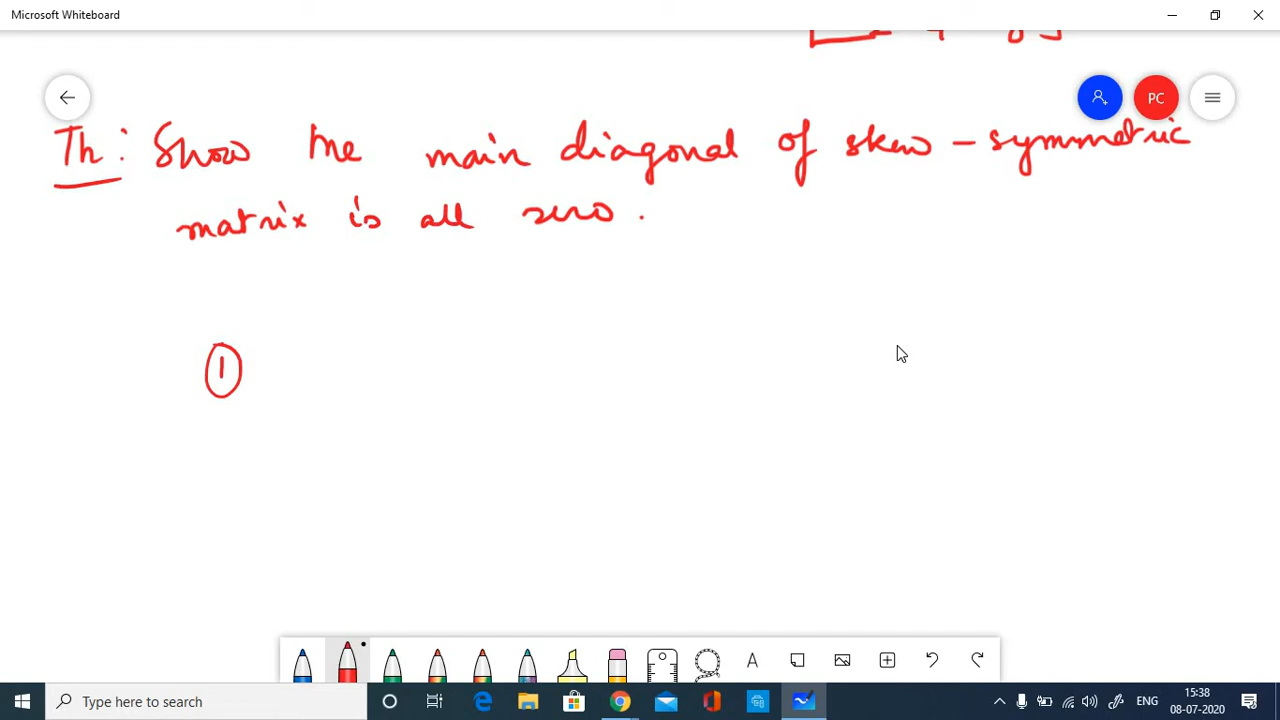 Microsoft Whiteboard
PC
Th: Show the main diagonal of skew-symmetric
matrix is all zero.
1
A
Type here to search
ENG
15:38
08-07-2020